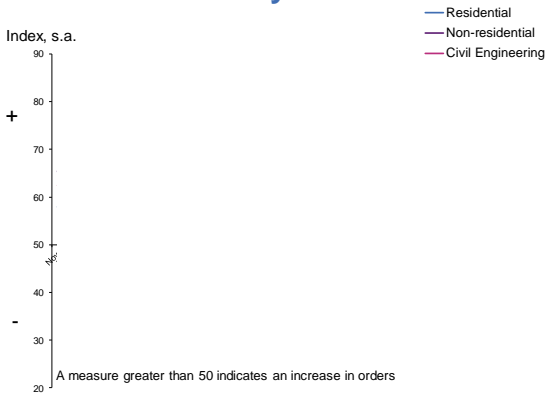 Residential
Non-residential
Civil Engineering
Index, s.a.
90
80
+
70
60
50
40
-
30
A measure greater than 50 indicates an increase in orders
20